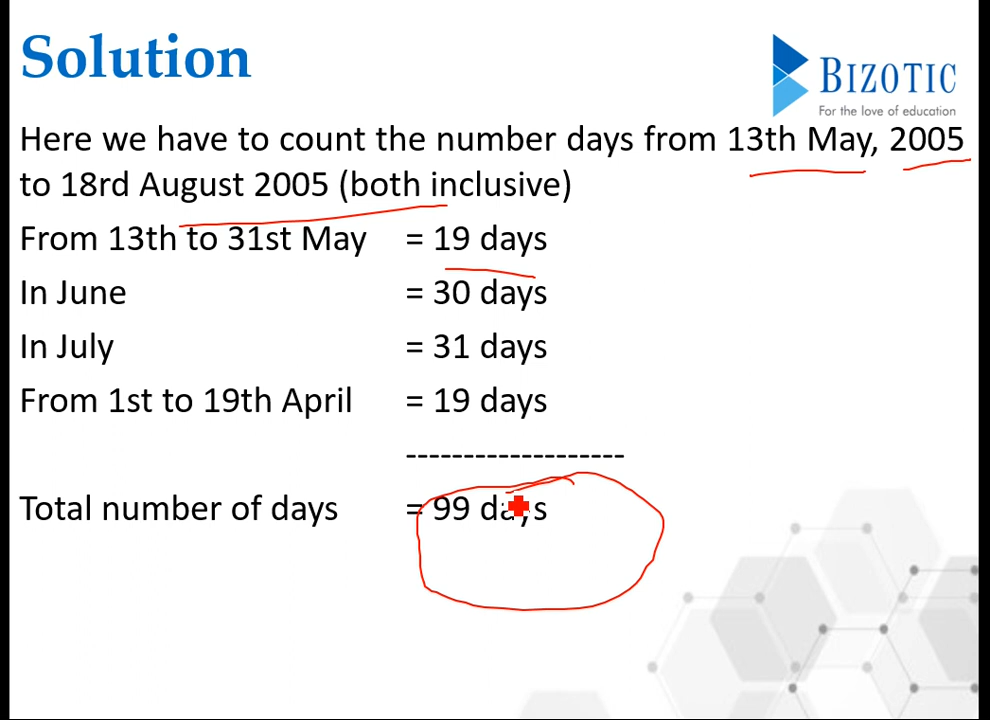 Solution
BIZOTIC
For the love of education
Here we have to count the number days from 13th May, 2005
to 18rd August 2005 (both inclusive)
From 13th to 31st May = 19 days
In June = 30 days
In July = 31 days
From 1st to 19th April = 19 days
-------------------
Total number of days = 99 days